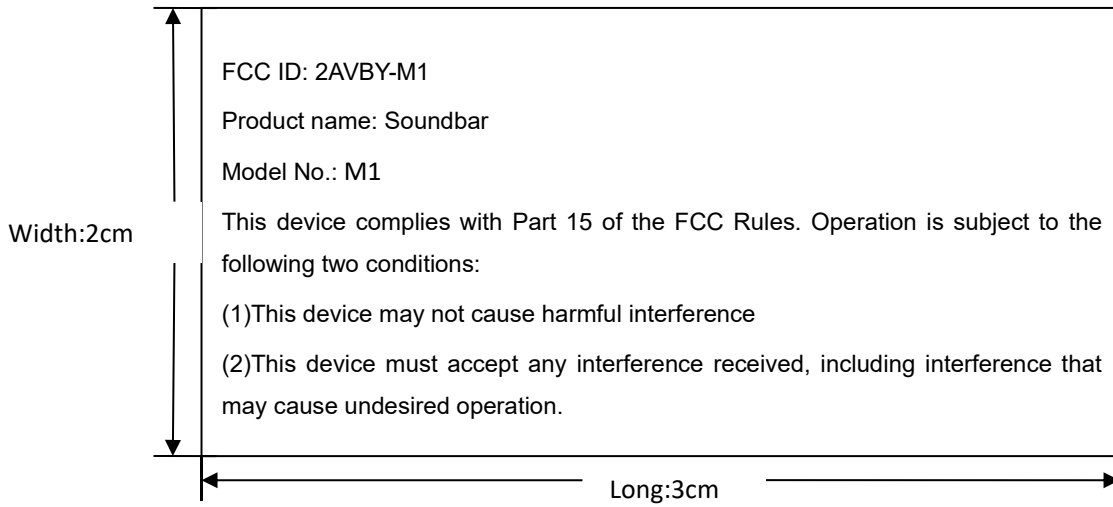 FCC ID: 2AVBY-M1
Product name: Soundbar
Model No.: M1
This device complies with Part 15 of the FCC Rules. Operation is subject to the
Width:2cm
following two conditions:
(1)This device may not cause harmful interference
(2)This device must accept any interference received, including interference that
may cause undesired operation.
Long:3cm